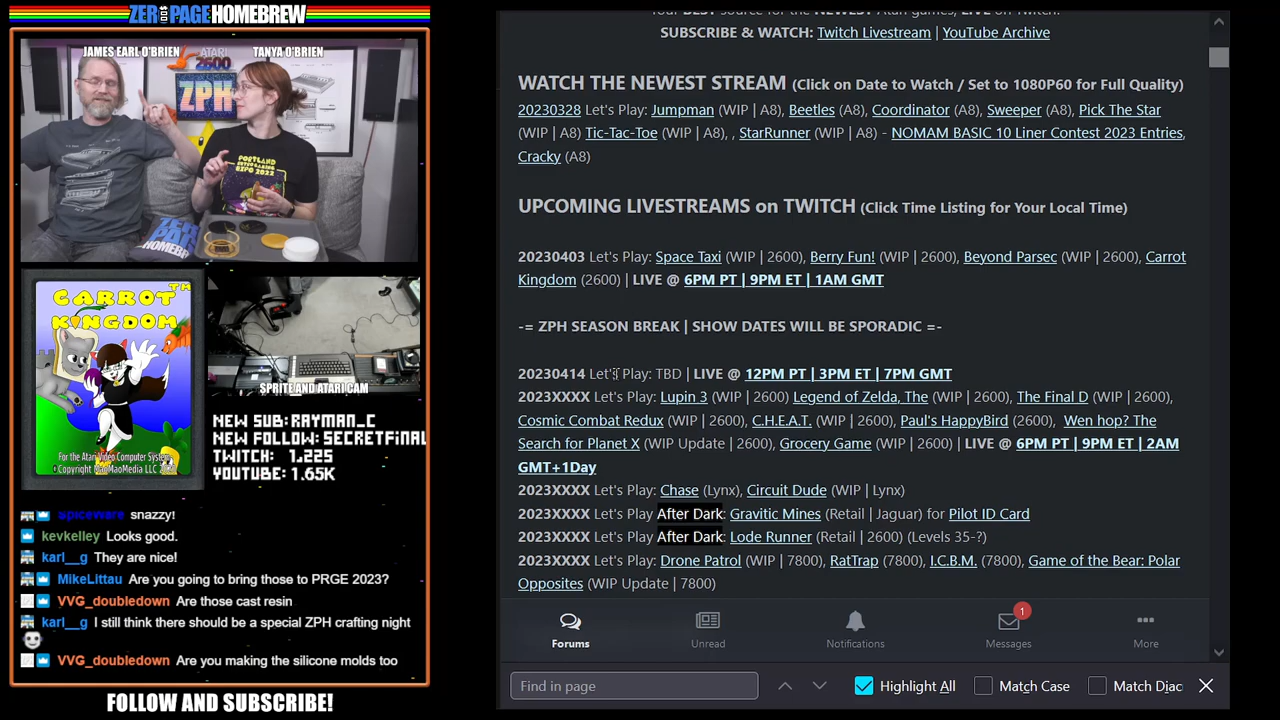 ZER PAGE HOMEBREW
JAMES EARL O'BRIEN
TANYA O'BRIEN
ATARI
2600
ZPH
PORTLAND
EXPO 2022
HOMEBREW
CARROT
KINGDOM
TM
For the Atari Video Computer System
SPRITE AND ATARI CAM
NEW SUB: RAYMAN_C
NEW FOLLOW: SECRETFINAL
TWITCH: 1.225
YOUTUBE: 1.65K
SpiceWare snazzy!
kevkelley Looks good.
karl__g They are nice!
MikeLittau Are you going to bring those to PRGE 2023?
VVG_doubledown Are those cast resin
karl__g I still think there should be a special ZPH crafting night
VVG_doubledown Are you making the silicone molds too
FOLLOW AND SUBSCRIBE!
SUBSCRIBE & WATCH: Twitch Livestream | YouTube Archive
WATCH THE NEWEST STREAM (Click on Date to Watch / Set to 1080P60 for Full Quality)
20230328 Let's Play: Jumpman (WIP | A8), Beetles (A8), Coordinator (A8), Sweeper (A8), Pick The Star
(WIP | A8) Tic-Tac-Toe (WIP | A8), , StarRunner (WIP | A8) - NOMAM BASIC 10 Liner Contest 2023 Entries,
Cracky (A8)
UPCOMING LIVESTREAMS on TWITCH (Click Time Listing for Your Local Time)
20230403 Let's Play: Space Taxi (WIP | 2600), Berry Fun! (WIP | 2600), Beyond Parsec (WIP | 2600), Carrot
Kingdom (2600) | LIVE @ 6PM PT | 9PM ET | 1AM GMT
-= ZPH SEASON BREAK | SHOW DATES WILL BE SPORADIC =-
20230414 Let's Play: TBD | LIVE @ 12PM PT | 3PM ET | 7PM GMT
2023XXXX Let's Play: Lupin 3 (WIP | 2600) Legend of Zelda, The (WIP | 2600), The Final D (WIP | 2600),
Cosmic Combat Redux (WIP | 2600), C.H.E.A.T. (WIP | 2600), Paul's HappyBird (2600), Wen hop? The
Search for Planet X (WIP Update | 2600), Grocery Game (WIP | 2600) | LIVE @ 6PM PT | 9PM ET | 2AM
GMT+1Day
2023XXXX Let's Play: Chase (Lynx), Circuit Dude (WIP | Lynx)
2023XXXX Let's Play After Dark: Gravitic Mines (Retail | Jaguar) for Pilot ID Card
2023XXXX Let's Play After Dark: Lode Runner (Retail | 2600) (Levels 35-?)
2023XXXX Let's Play: Drone Patrol (WIP | 7800), RatTrap (7800), I.C.B.M. (7800), Game of the Bear: Polar
Opposites (WIP Update | 7800)
Forums
Unread
Notifications
1
Messages
More
Find in page
Highlight All
Match Case
Match Diac